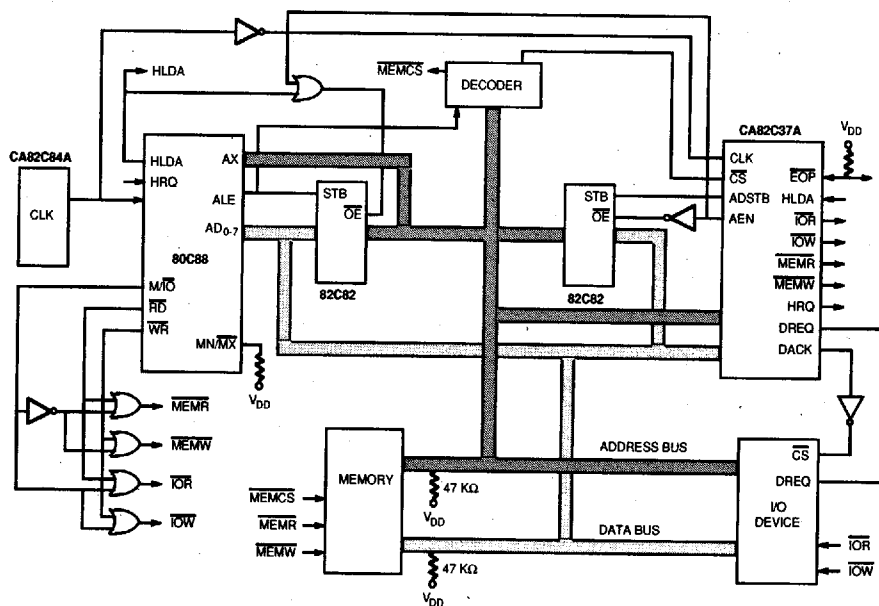 HLDA
MEMCS
DECODER
CA82C37A
VDD
CA82C84A
CLK
HLDA
HRQ
AX
ALE
AD0-7
80C88
M/IO
RD
WR
MN/MX
VDD
STB
OE
82C82
STB
OE
82C82
CLK
CS
ADSTB
AEN
EOP
HLDA
IOR
IOW
MEMR
MEMW
HRQ
DREQ
DACK
MEMR
MEMW
IOR
IOW
MEMORY
MEMCS
MEMR
MEMW
ADDRESS BUS
47 KΩ
VDD
DATA BUS
47 KΩ
VDD
CS
DREQ
I/O
DEVICE
IOR
IOW